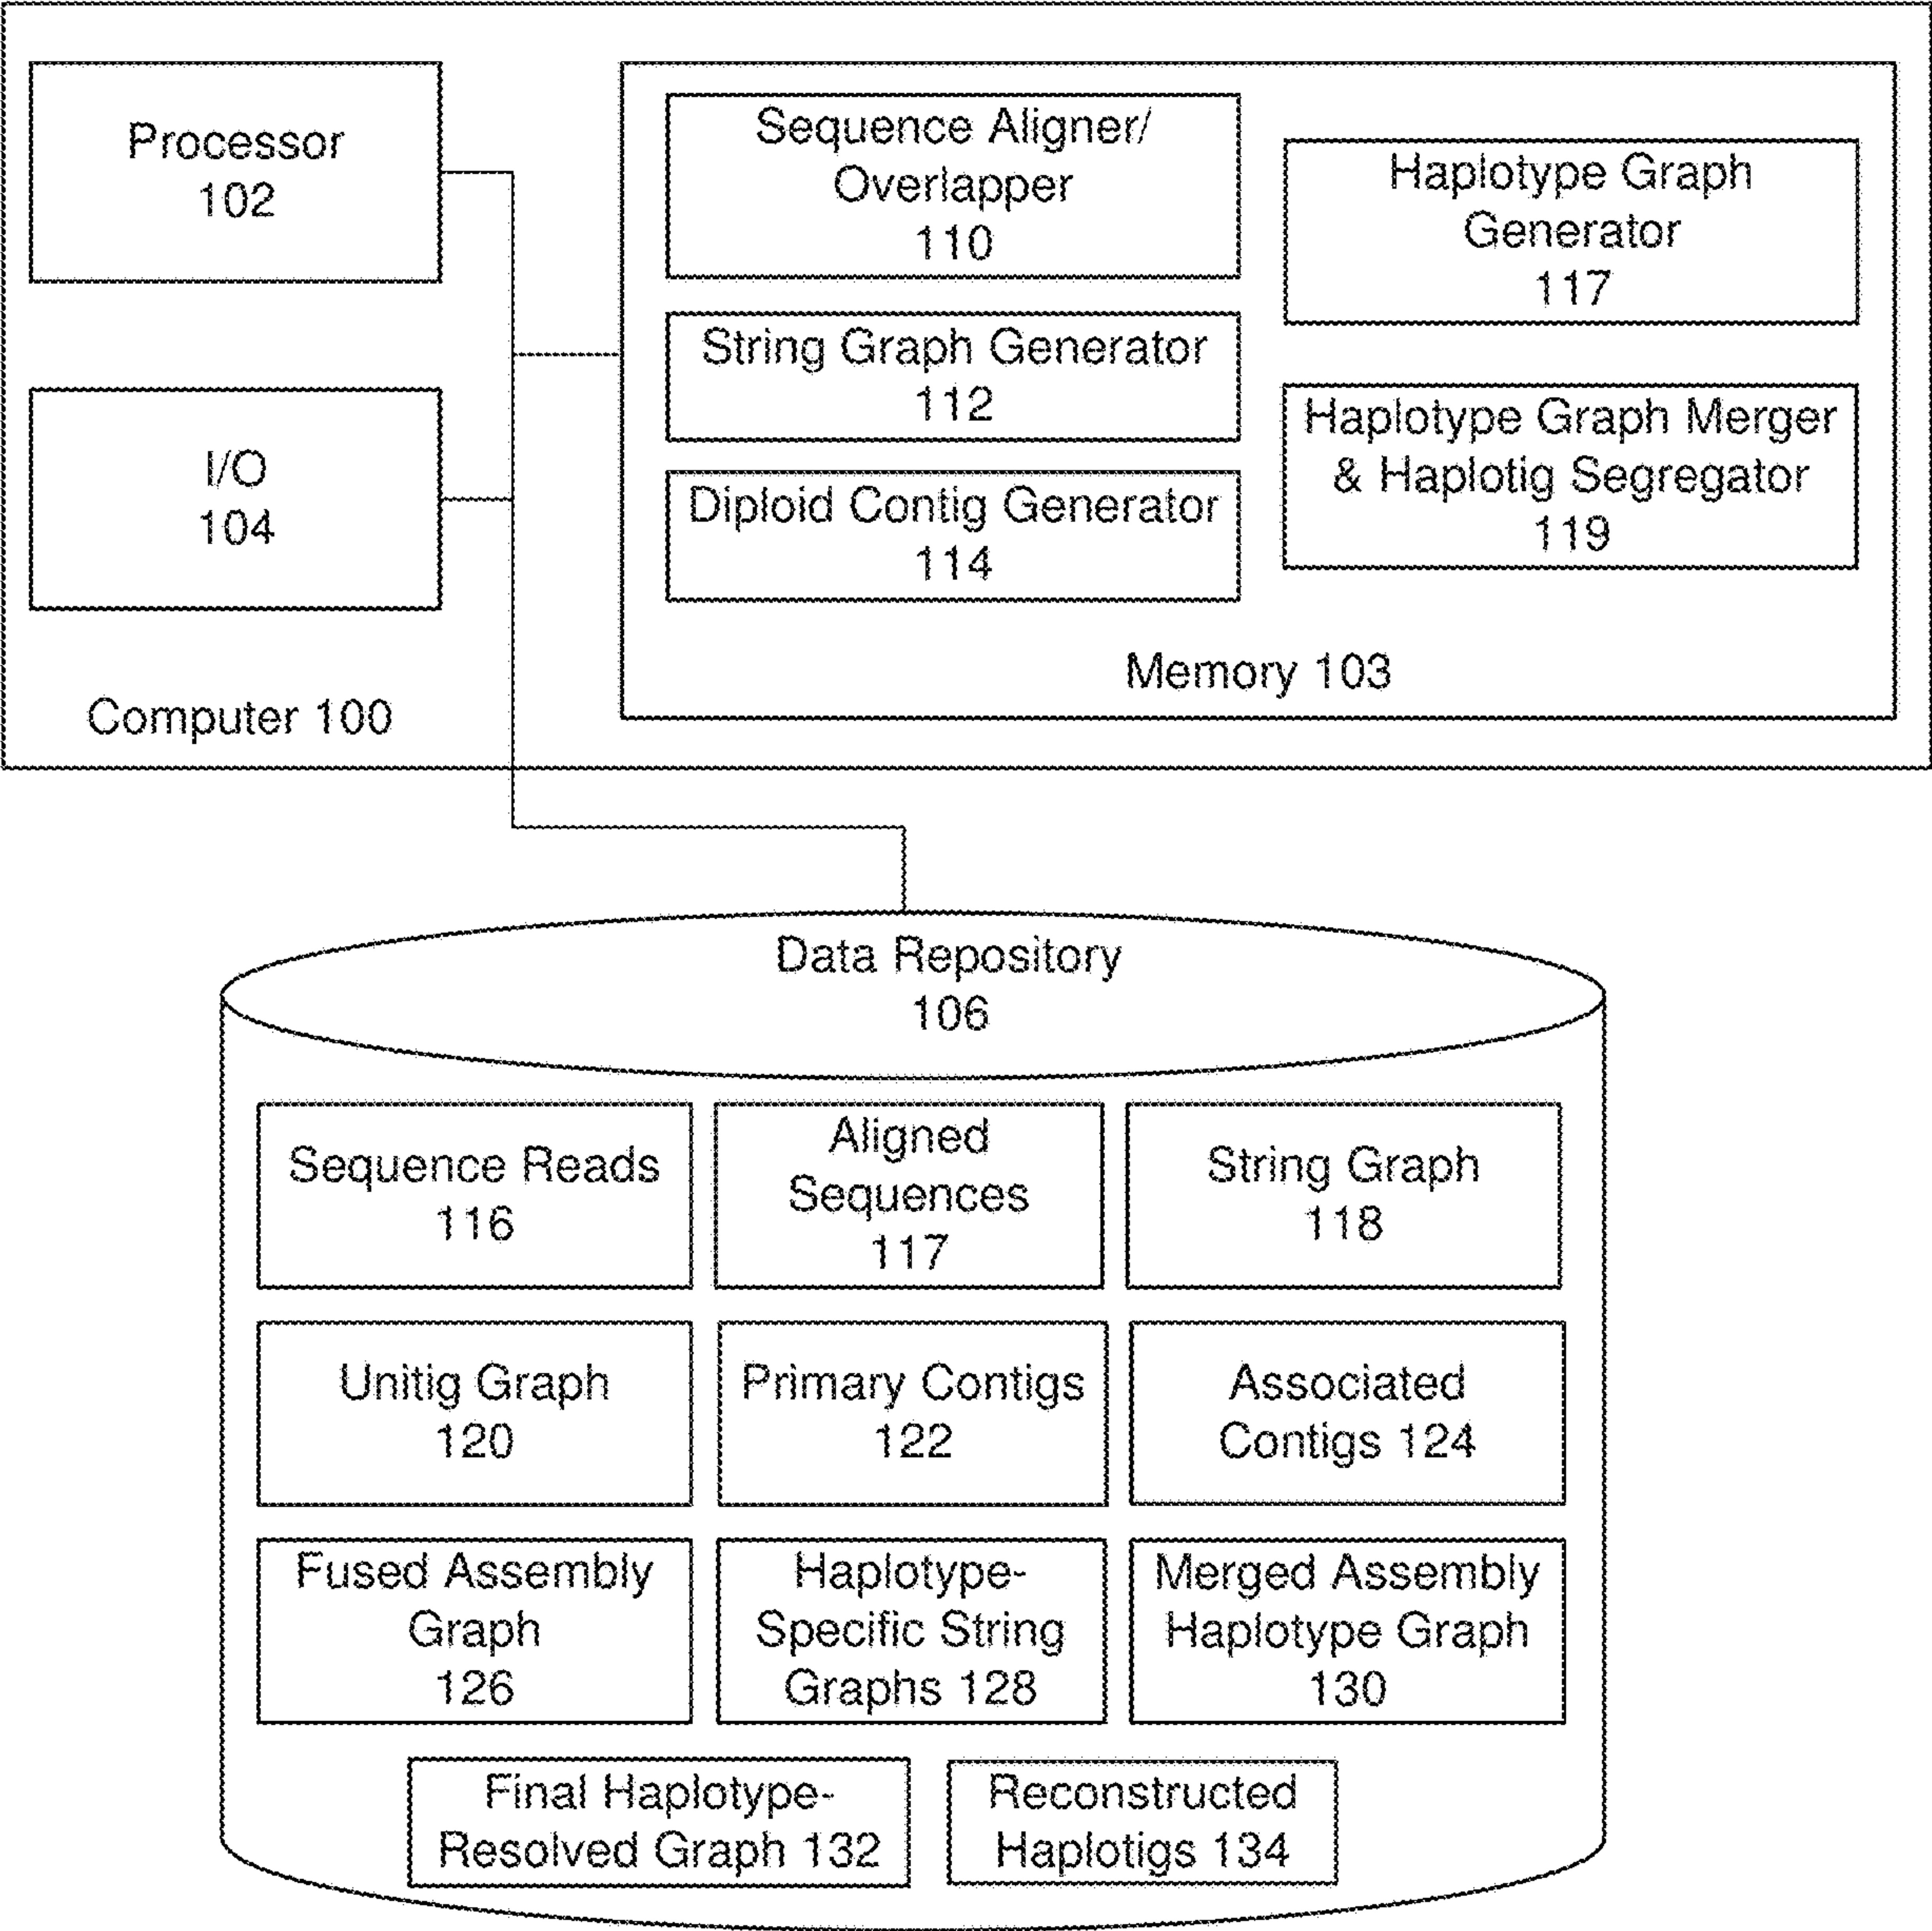 Processor
102
I/O
104
Computer 100
Sequence Aligner/
Overlapper
110
String Graph Generator
112
Diploid Contig Generator
114
Haplotype Graph
Generator
117
Haplotype Graph Merger
& Haplotig Segregator
119
Memory 103
Data Repository
106
Sequence Reads
116
Aligned
Sequences
117
String Graph
118
Unitig Graph
120
Primary Contigs
122
Associated
Contigs 124
Fused Assembly
Graph
126
Haplotype-
Specific String
Graphs 128
Merged Assembly
Haplotype Graph
130
Final Haplotype-
Resolved Graph 132
Reconstructed
Haplotigs 134